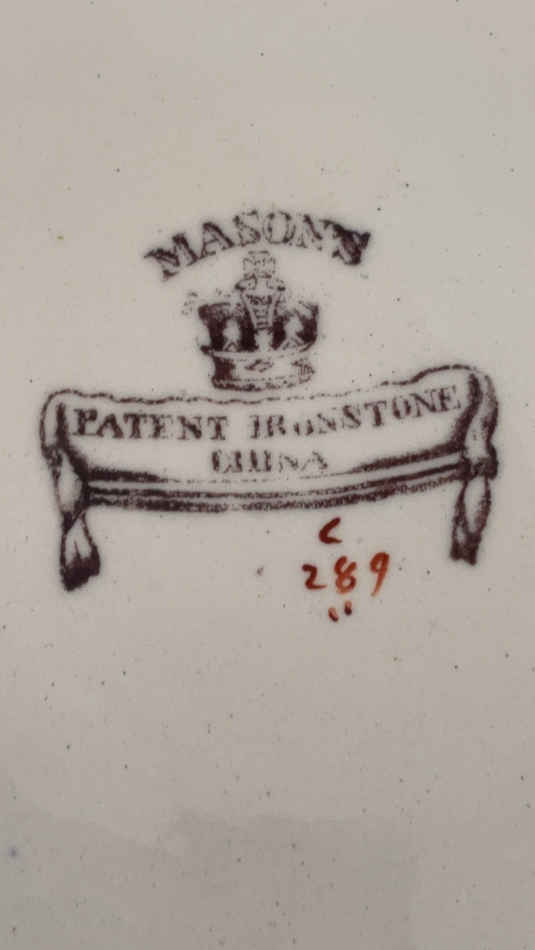 MASON'S
PATENT IRONSTONE
CHINA
C
289